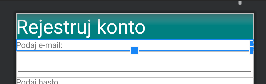 Rejestruj konto
Podaj e-mail:
Podaj hasło